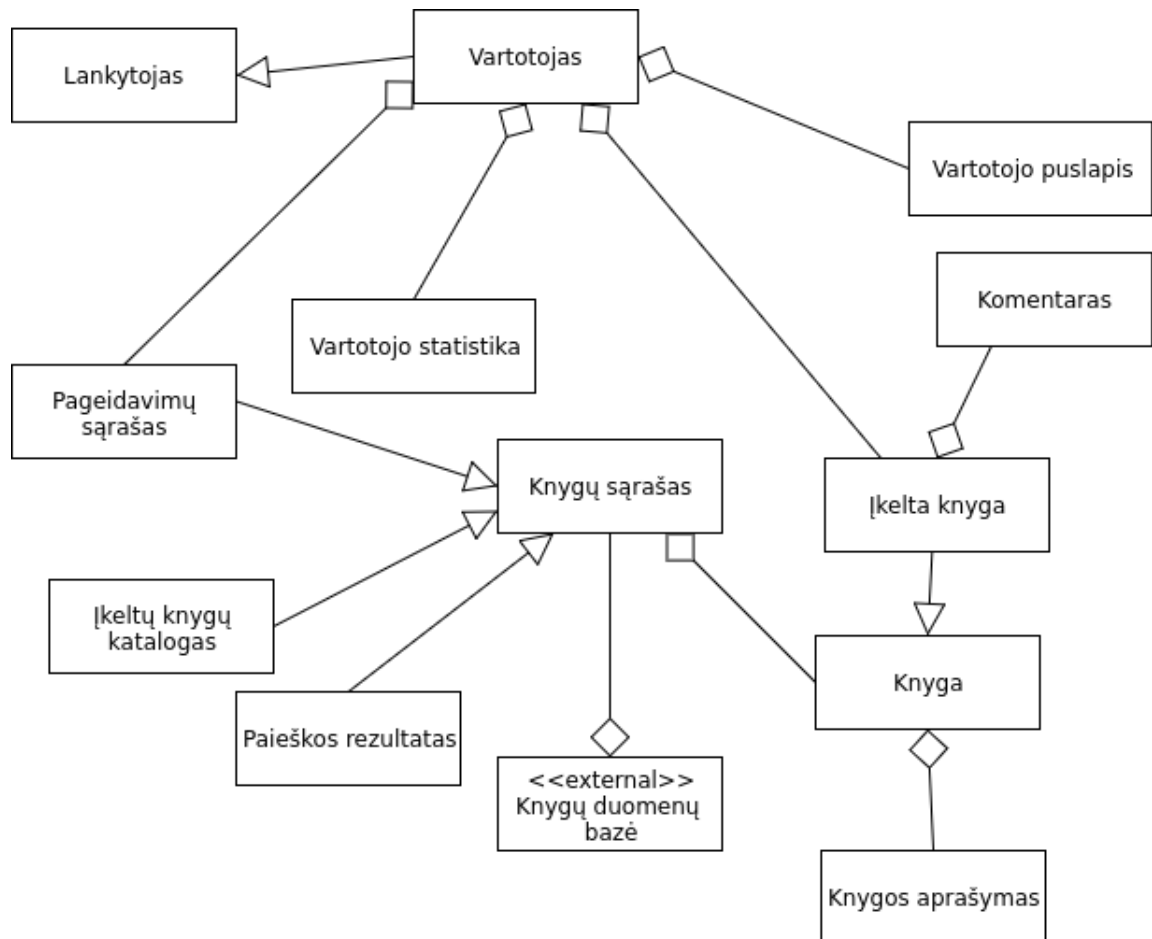 Vartotojas
Lankytojas
Vartotojo puslapis
Komentaras
Vartotojo statistika
Pageidavimų
sąrašas
Knygų sąrašas
Įkelta knyga
Įkeltų knygų
katalogas
Knyga
Paieškos rezultatas
<<external>>
Knygų duomenų
bazė
Knygos aprašymas